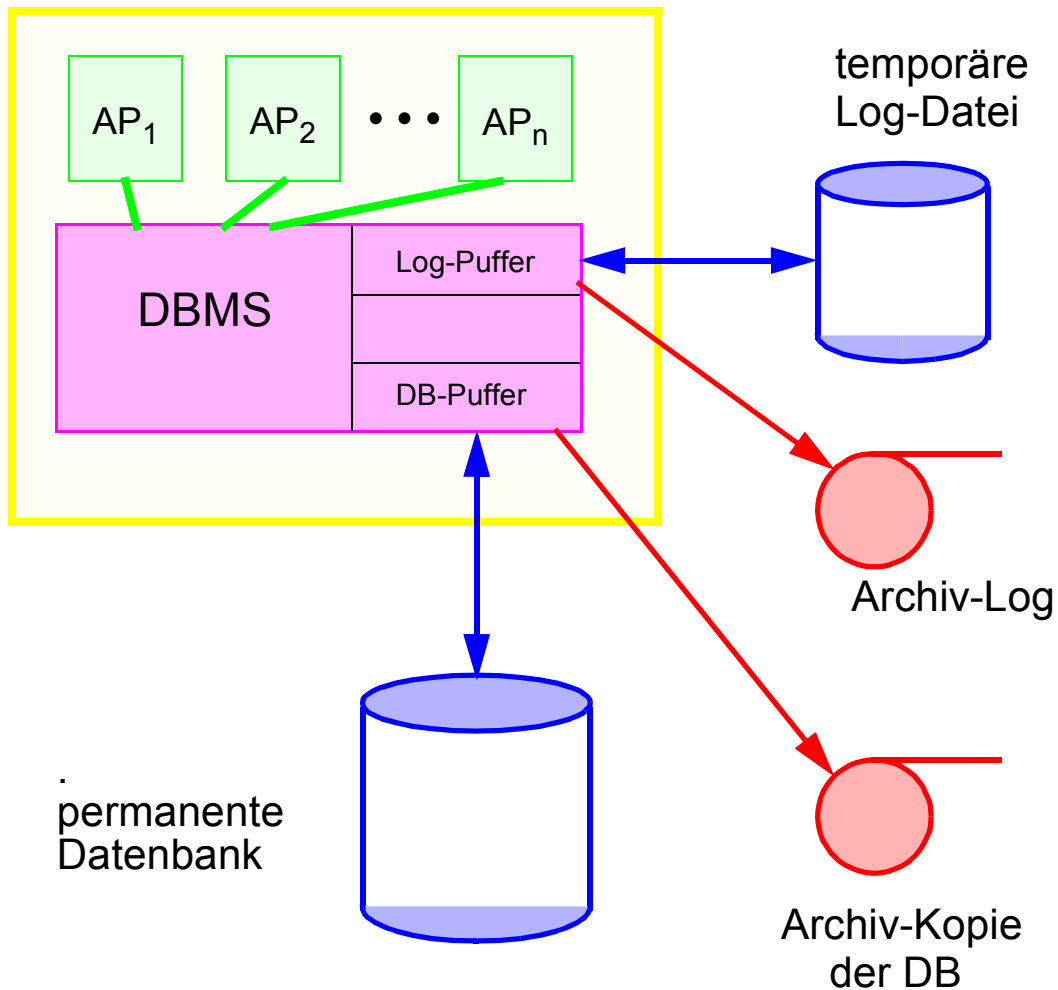 temporäre
Log-Datei
AP1
AP2
• • •
APn
Log-Puffer
DBMS
DB-Puffer
Archiv-Log
.
permanente
Datenbank
Archiv-Kopie
der DB